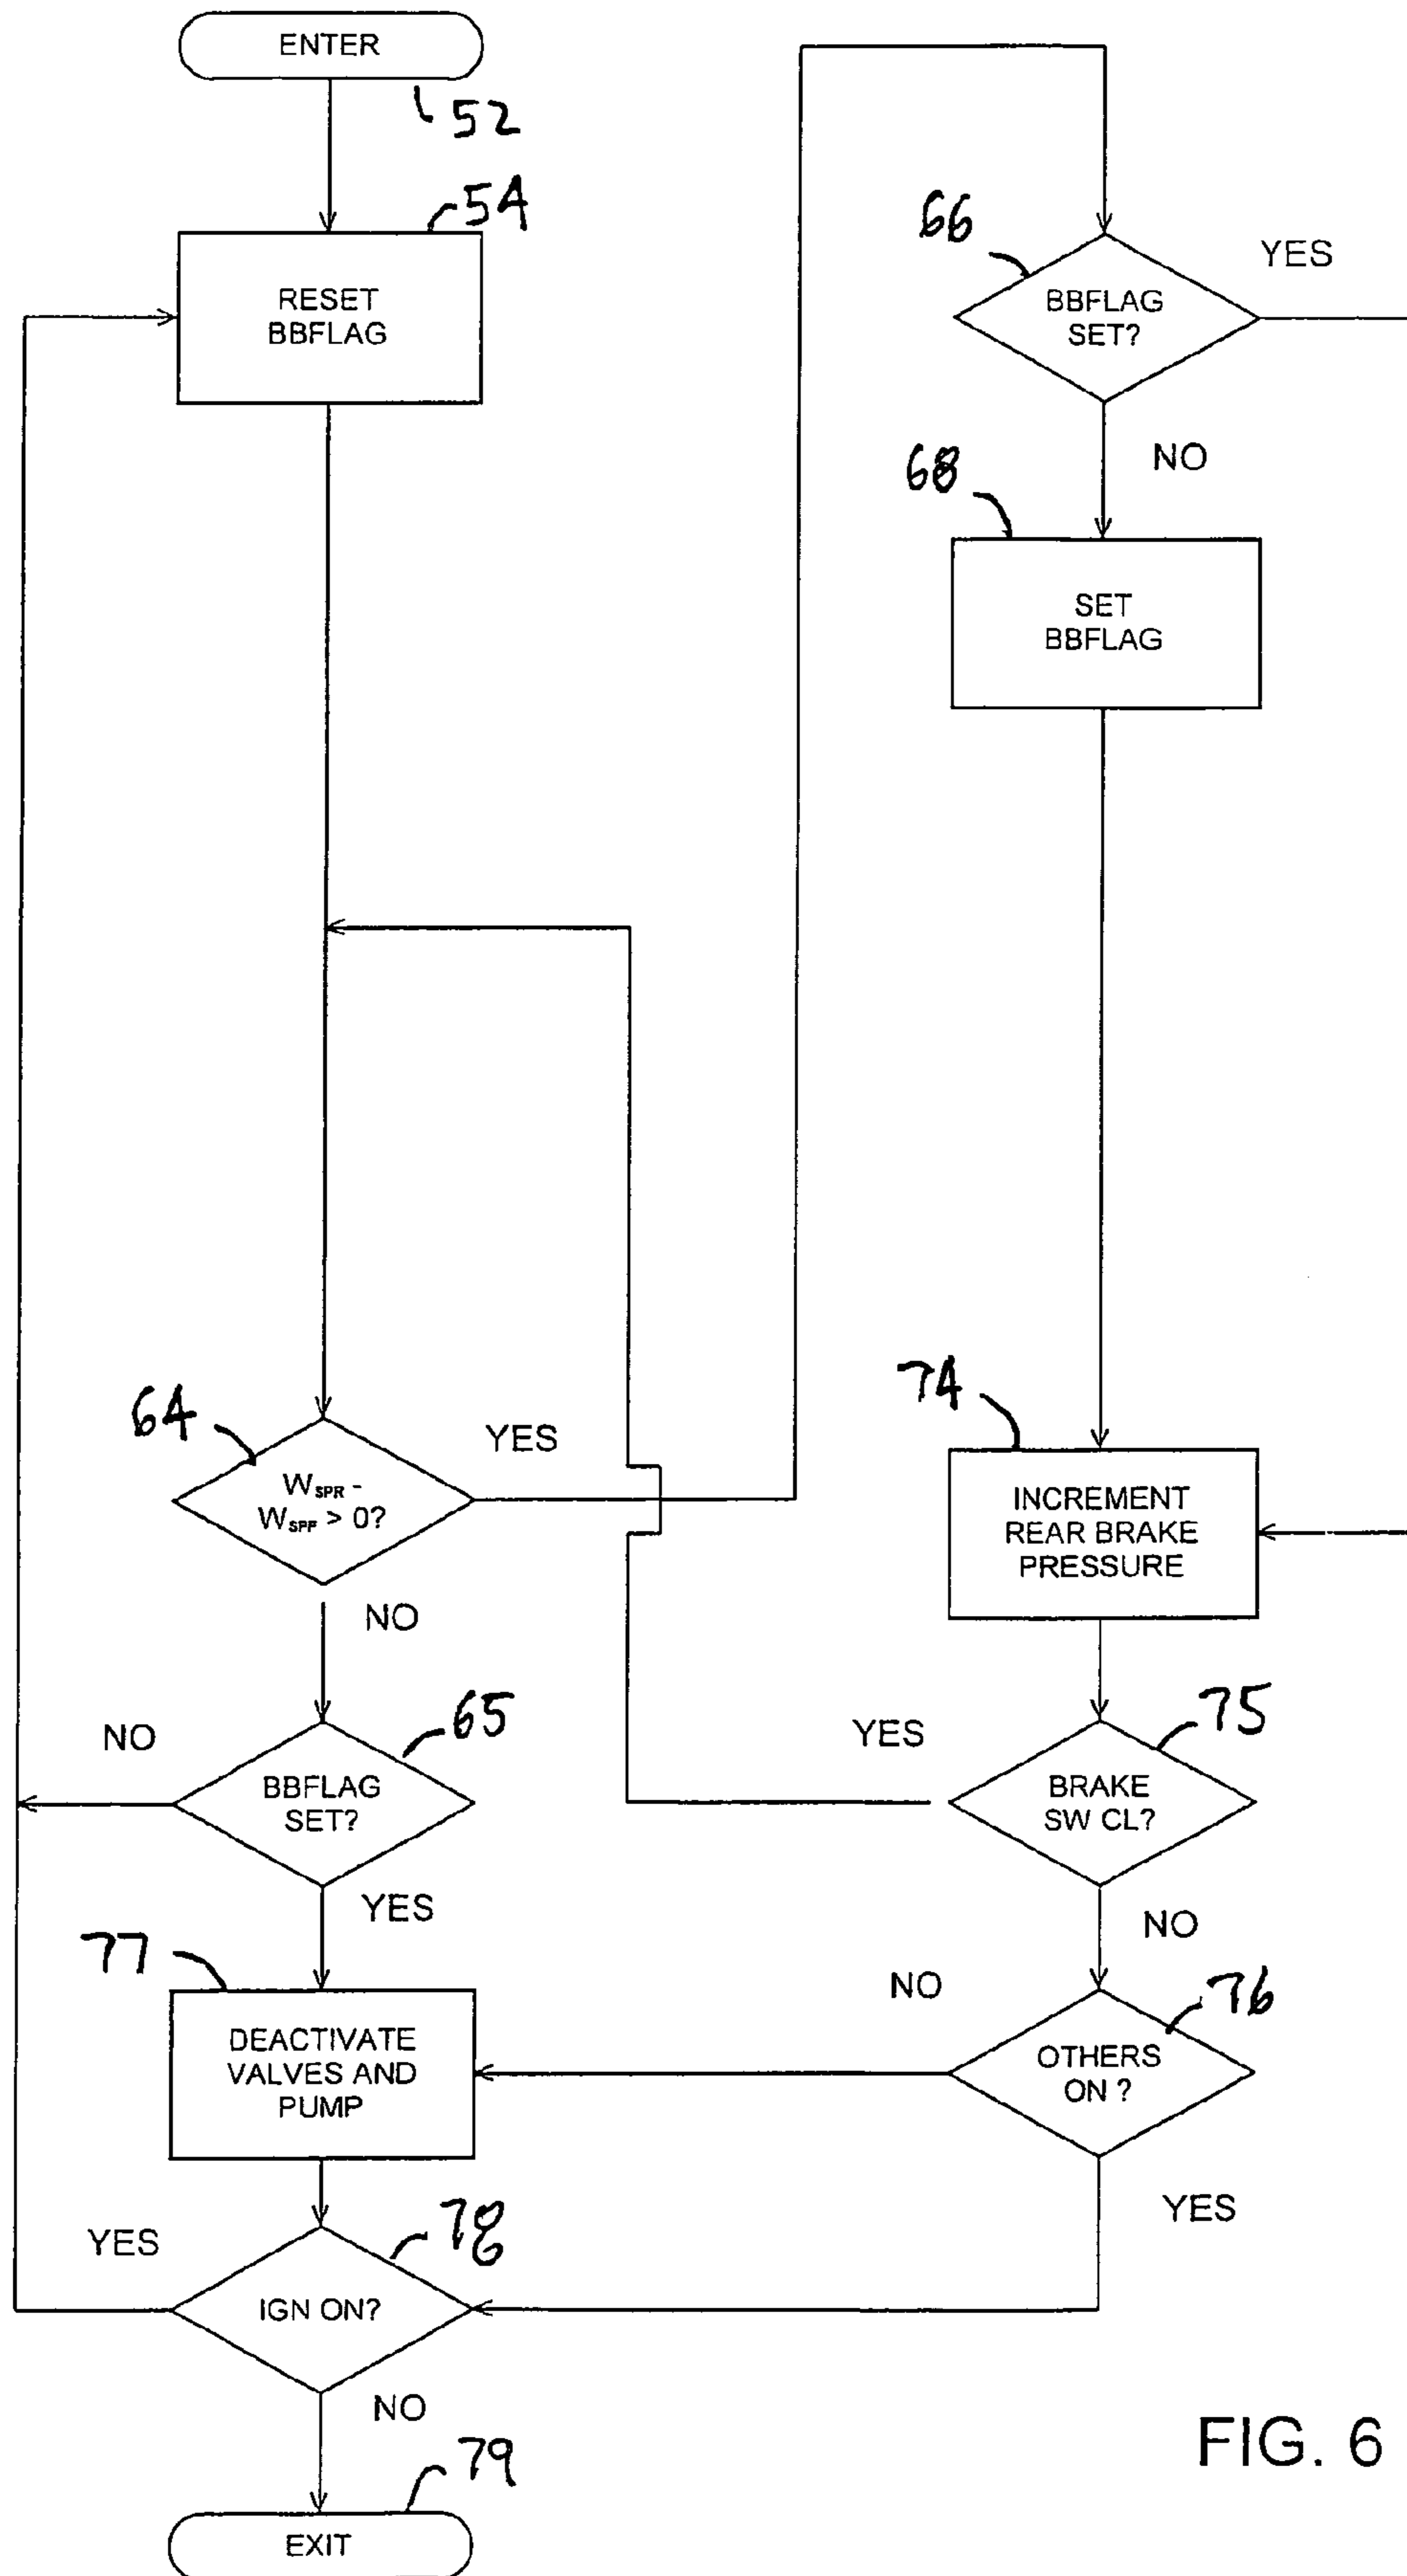 ENTER
52
54
RESET
BBFLAG
66
YES
BBFLAG
SET?
NO
68
SET
BBFLAG
64
YES
W_SPR -
W_SPF > 0?
NO
74
INCREMENT
REAR BRAKE
PRESSURE
65
NO
BBFLAG
SET?
YES
75
YES
BRAKE
SW CL?
NO
77
DEACTIVATE
VALVES AND
PUMP
76
NO
OTHERS
ON ?
YES
78
YES
IGN ON?
NO
79
EXIT
FIG. 6